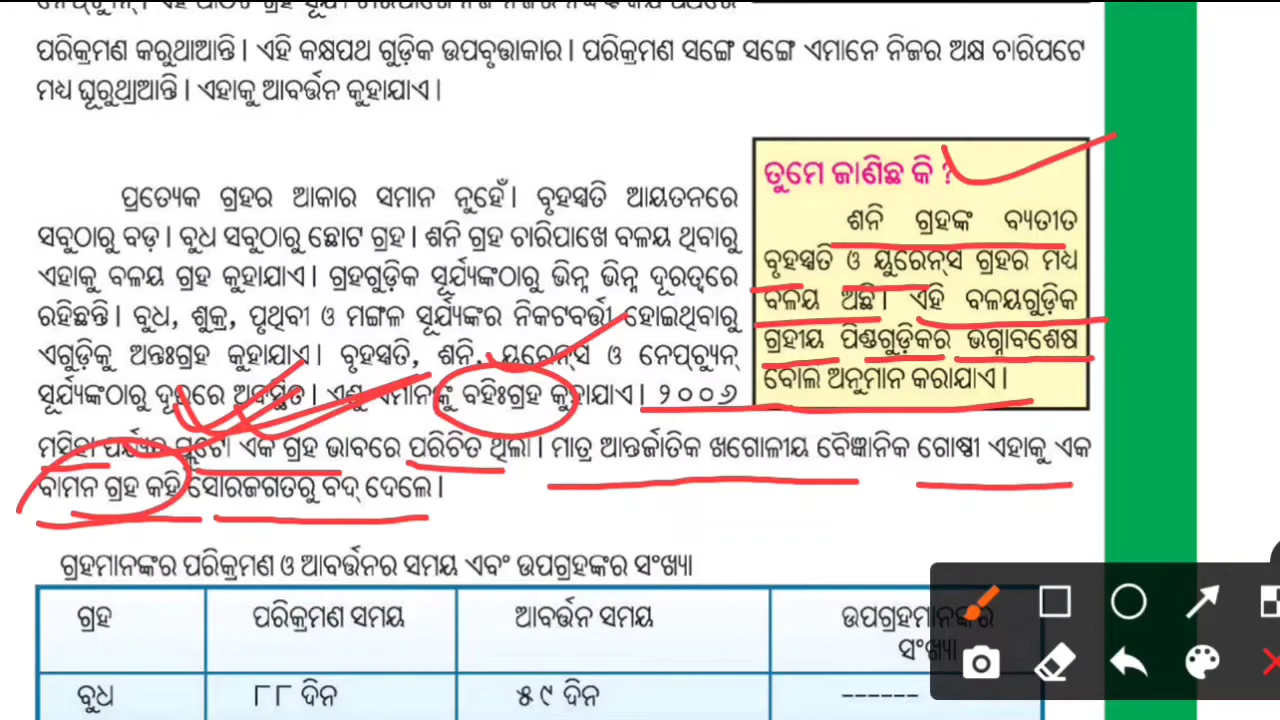 ପରିକ୍ରମଣ କରୁଥାଆନ୍ତି। ଏହି କକ୍ଷପଥ ଗୁଡ଼ିକ ଉପବୃତ୍ତାକାର। ପରିକ୍ରମଣ ସଙ୍ଗେ ସଙ୍ଗେ ଏମାନେ ନିଜର ଅକ୍ଷ ଚାରିପଟେ
ମଧ୍ୟ ଘୂରୁଥାଆନ୍ତି। ଏହାକୁ ଆବର୍ତ୍ତନ କୁହାଯାଏ।
ପ୍ରତ୍ୟେକ ଗ୍ରହର ଆକାର ସମାନ ନୁହେଁ। ବୃହସ୍ପତି ଆୟତନରେ
ସବୁଠାରୁ ବଡ଼। ବୁଧ ସବୁଠାରୁ ଛୋଟ ଗ୍ରହ। ଶନି ଗ୍ରହ ଚାରିପାଖେ ବଳୟ ଥିବାରୁ
ଏହାକୁ ବଳୟ ଗ୍ରହ କୁହାଯାଏ। ଗ୍ରହଗୁଡ଼ିକ ସୂର୍ଯ୍ୟଙ୍କଠାରୁ ଭିନ୍ନ ଭିନ୍ନ ଦୂରତ୍ୱରେ
ରହିଛନ୍ତି। ବୁଧ, ଶୁକ୍ର, ପୃଥିବୀ ଓ ମଙ୍ଗଳ ସୂର୍ଯ୍ୟଙ୍କର ନିକଟବର୍ତ୍ତୀ ହୋଇଥିବାରୁ
ଏଗୁଡ଼ିକୁ ଅନ୍ତଃଗ୍ରହ କୁହାଯାଏ। ବୃହସ୍ପତି, ଶନି, ୟୁରେନ୍‌ସ ଓ ନେପ୍‌ଚ୍ୟୁନ୍
ସୂର୍ଯ୍ୟଙ୍କଠାରୁ ଦୂରରେ ଅବସ୍ଥିତ। ଏଣୁ ଏମାନଙ୍କୁ ବହିଃଗ୍ରହ କୁହାଯାଏ। ୨୦୦୬
ମସିହା ପର୍ଯ୍ୟନ୍ତ ପ୍ଲୁଟୋ ଏକ ଗ୍ରହ ଭାବରେ ପରିଚିତ ଥିଲା। ମାତ୍ର ଆନ୍ତର୍ଜାତିକ ଖଗୋଳୀୟ ବୈଜ୍ଞାନିକ ଗୋଷ୍ଠୀ ଏହାକୁ ଏକ
ବାମନ ଗ୍ରହ କହି ସୌରଜଗତରୁ ବାଦ୍ ଦେଲେ।
ତୁମେ ଜାଣିଛ କି ?
ଶନି ଗ୍ରହଙ୍କ ବ୍ୟତୀତ
ବୃହସ୍ପତି ଓ ୟୁରେନ୍‌ସ ଗ୍ରହର ମଧ୍ୟ
ବଳୟ ଅଛି। ଏହି ବଳୟଗୁଡ଼ିକ
ଗ୍ରହୀୟ ପିଣ୍ଡଗୁଡ଼ିକର ଭଗ୍ନାବଶେଷ
ବୋଲି ଅନୁମାନ କରାଯାଏ।
ଗ୍ରହମାନଙ୍କର ପରିକ୍ରମଣ ଓ ଆବର୍ତ୍ତନର ସମୟ ଏବଂ ଉପଗ୍ରହଙ୍କର ସଂଖ୍ୟା
ଗ୍ରହ ପରିକ୍ରମଣ ସମୟ ଆବର୍ତ୍ତନ ସମୟ ଉପଗ୍ରହମାନଙ୍କର
ସଂଖ୍ୟା
ବୁଧ ୮୮ ଦିନ ୫୯ ଦିନ ------